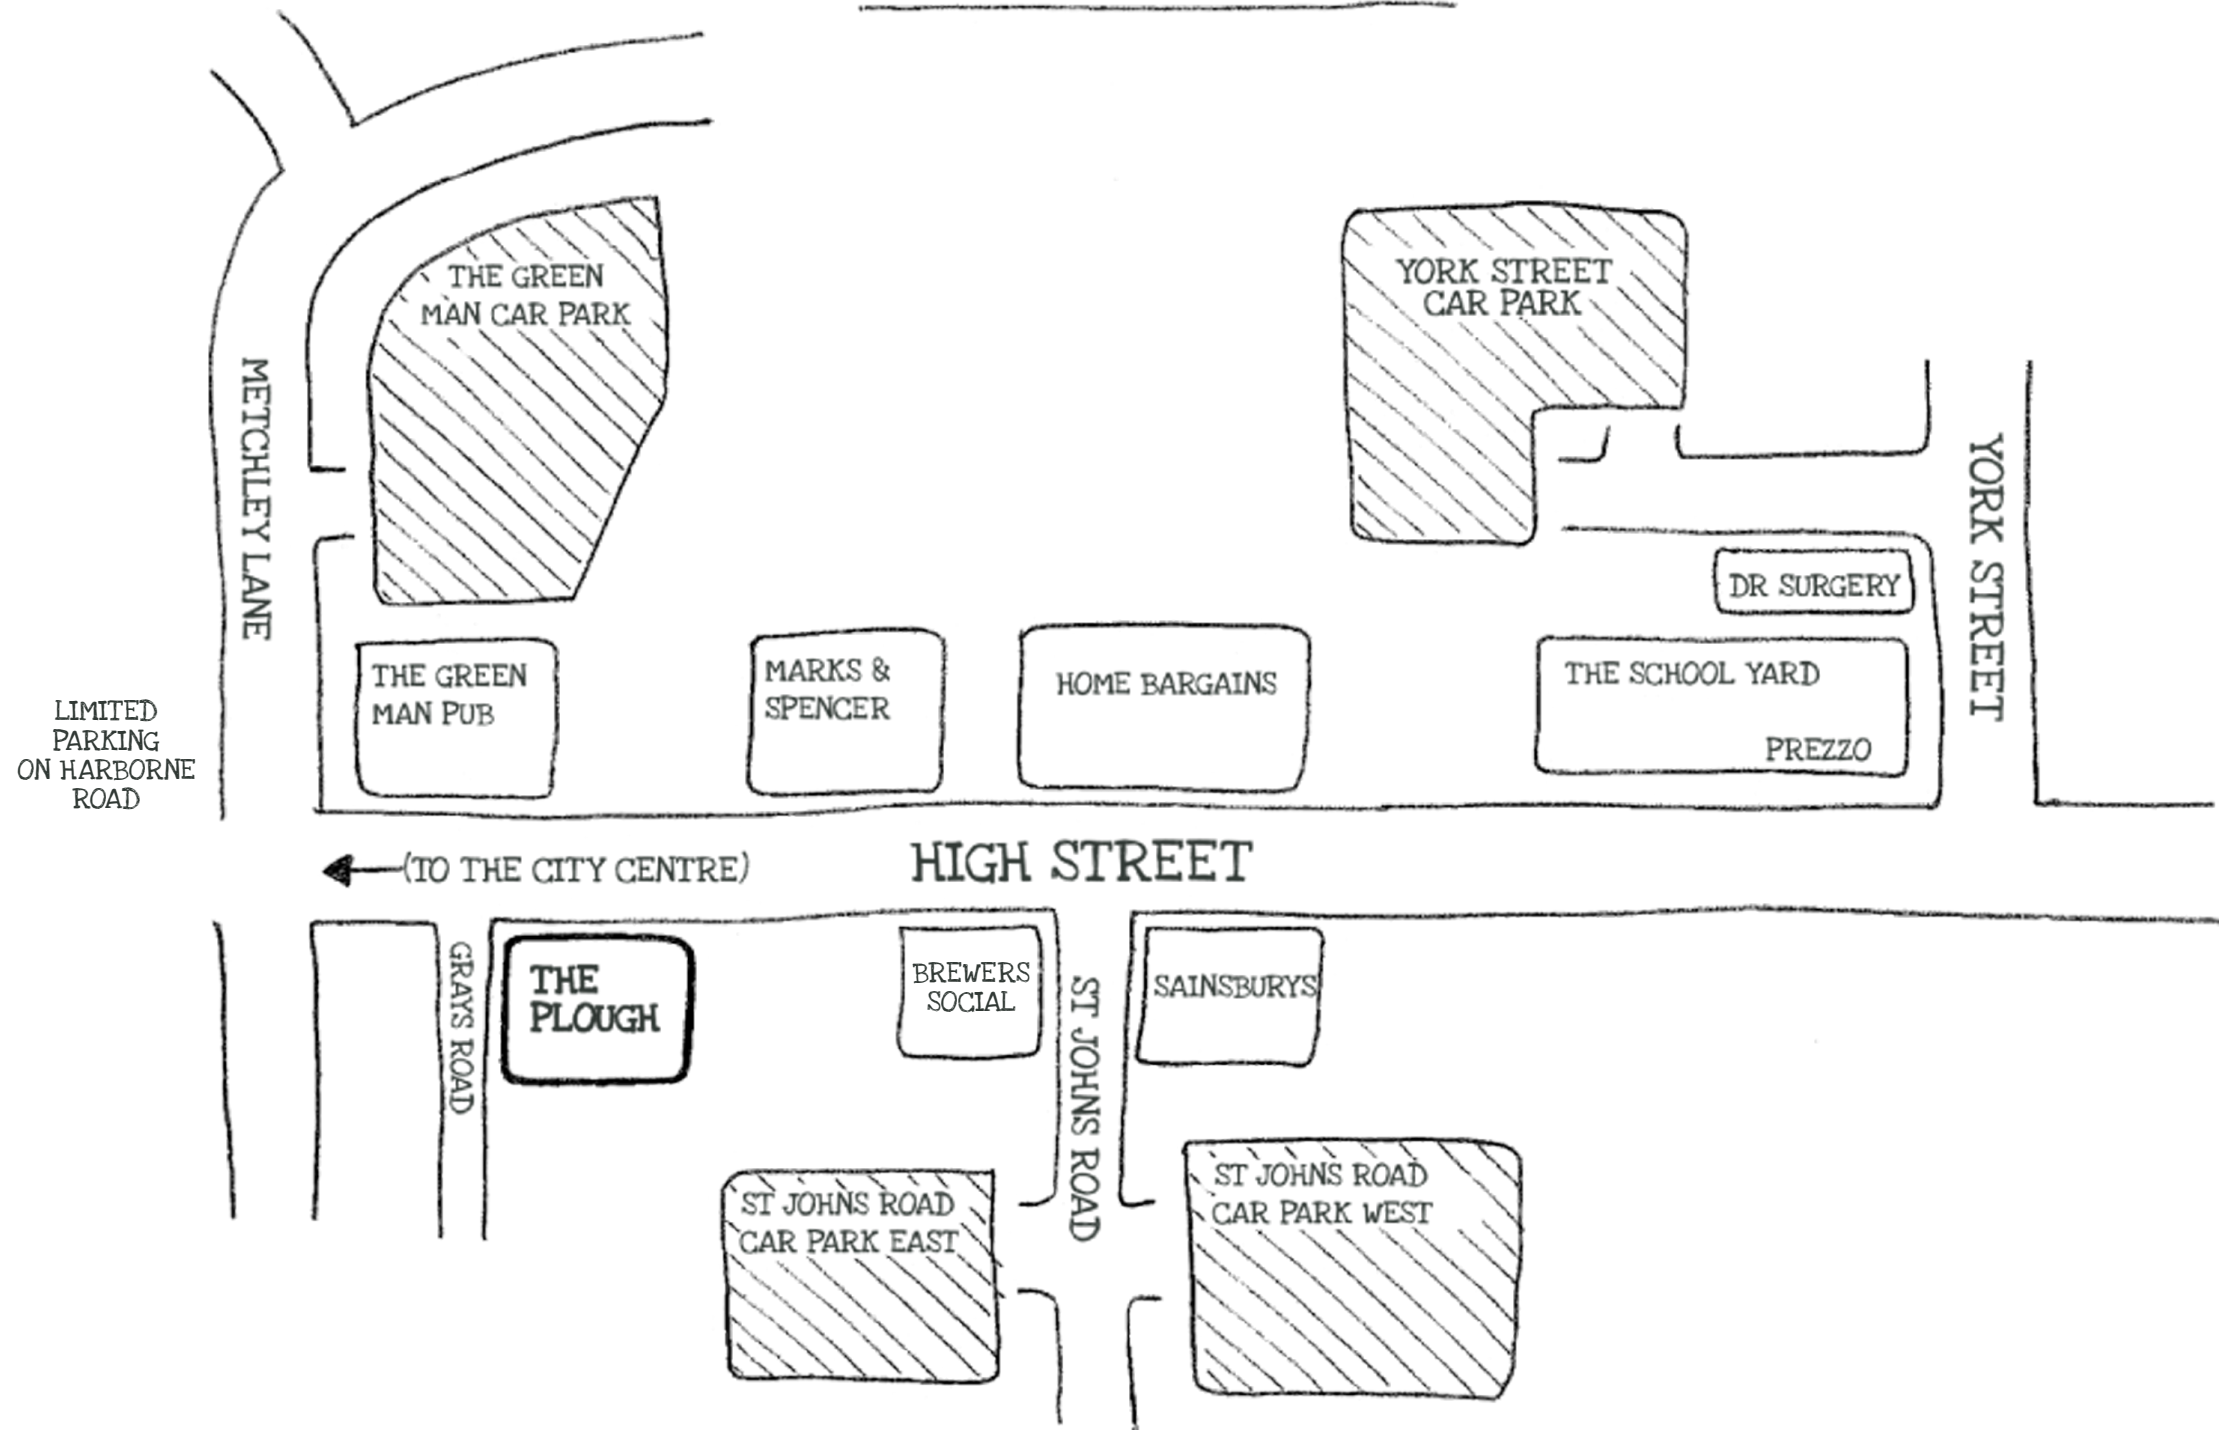 THE GREEN
MAN CAR PARK
YORK STREET
CAR PARK
METCHLEY LANE
YORK STREET
DR SURGERY
THE GREEN
MAN PUB
MARKS &
SPENCER
HOME BARGAINS
THE SCHOOL YARD
PREZZO
LIMITED
PARKING
ON HARBORNE
ROAD
(TO THE CITY CENTRE)
HIGH STREET
GRAYS ROAD
THE
PLOUGH
BREWERS
SOCIAL
ST JOHNS ROAD
SAINSBURYS
ST JOHNS ROAD
CAR PARK EAST
ST JOHNS ROAD
CAR PARK WEST